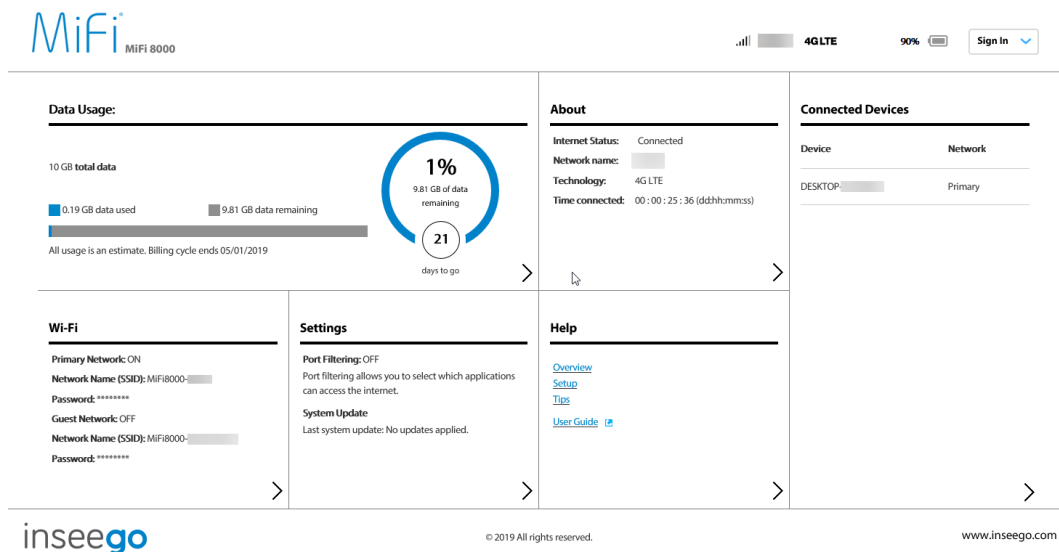 MiFi MiFi 8000
4G LTE 90% Sign In
Data Usage:
10 GB total data
1%
9.81 GB of data
remaining
0.19 GB data used 9.81 GB data remaining
21
All usage is an estimate. Billing cycle ends 05/01/2019
days to go
About
Internet Status: Connected
Network name:
Technology: 4G LTE
Time connected: 00 : 00 : 25 : 36 (dd:hh:mm:ss)
Connected Devices
Device Network
DESKTOP- Primary
Wi-Fi
Primary Network: ON
Network Name (SSID): MiFi8000-
Password: ********
Guest Network: OFF
Network Name (SSID): MiFi8000-
Password: ********
Settings
Port Filtering: OFF
Port filtering allows you to select which applications
can access the internet.
System Update
Last system update: No updates applied.
Help
Overview
Setup
Tips
User Guide
inseego © 2019 All rights reserved. www.inseego.com